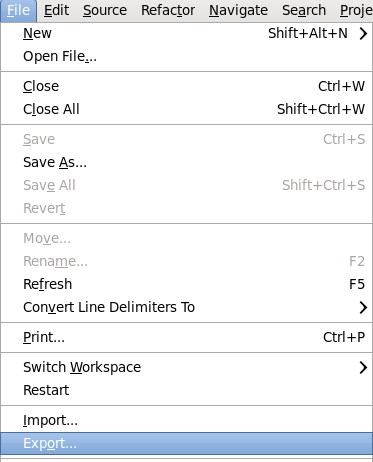 File Edit Source Refactor Navigate Search Proje
New Shift+Alt+N
Open File...
Close Ctrl+W
Close All Shift+Ctrl+W
Save Ctrl+S
Save As...
Save All Shift+Ctrl+S
Revert
Move...
Rename... F2
Refresh F5
Convert Line Delimiters To
Print... Ctrl+P
Switch Workspace
Restart
Import...
Export...